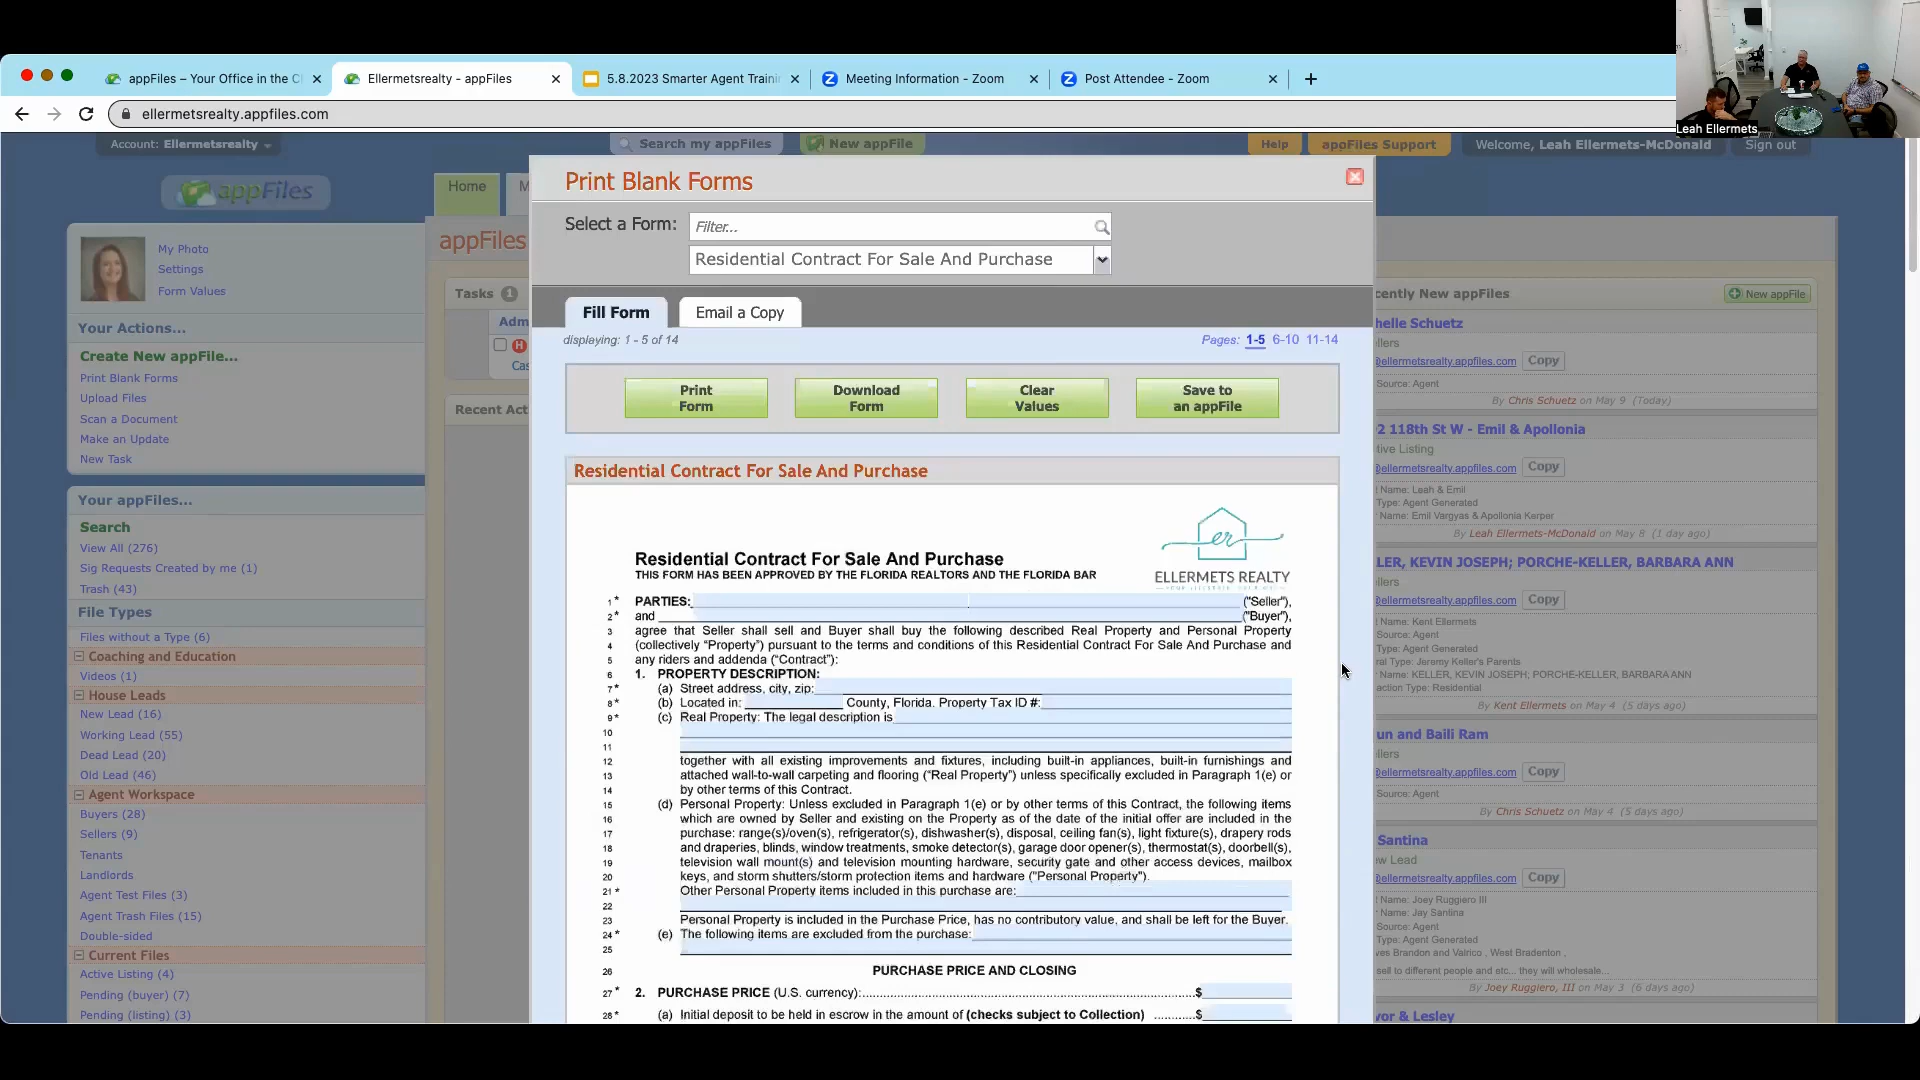 appFiles – Your Office in the C
Ellermetsrealty - appFiles
5.8.2023 Smarter Agent Traini
Meeting Information - Zoom
Post Attendee - Zoom
ellermetsrealty.appfiles.com
Leah Ellermets
Account: Ellermetsrealty
Search my appFiles
New appFile
Help
appFiles Support
Welcome, Leah Ellermets-McDonald
Sign out
appFiles
Home
M
My Photo
Settings
Form Values
Your Actions...
Create New appFile...
Print Blank Forms
Upload Files
Scan a Document
Make an Update
New Task
Your appFiles...
Search
View All (276)
Sig Requests Created by me (1)
Trash (43)
File Types
Files without a Type (6)
Coaching and Education
Videos (1)
House Leads
New Lead (16)
Working Lead (55)
Dead Lead (20)
Old Lead (46)
Agent Workspace
Buyers (28)
Sellers (9)
Tenants
Landlords
Agent Test Files (3)
Agent Trash Files (15)
Double-sided
Current Files
Active Listing (4)
Pending (buyer) (7)
Pending (listing) (3)
appFiles
Tasks 1
Adm
H
Cas
Recent Act
Print Blank Forms
Select a Form:
Filter...
Residential Contract For Sale And Purchase
Fill Form
Email a Copy
displaying: 1 - 5 of 14
Pages: 1-5 6-10 11-14
Print Form
Download Form
Clear Values
Save to an appFile
Residential Contract For Sale And Purchase
er
ELLERMETS REALTY
Residential Contract For Sale And Purchase
THIS FORM HAS BEEN APPROVED BY THE FLORIDA REALTORS AND THE FLORIDA BAR
1* PARTIES: ("Seller"),
2* and ("Buyer"),
3 agree that Seller shall sell and Buyer shall buy the following described Real Property and Personal Property
4 (collectively "Property") pursuant to the terms and conditions of this Residential Contract For Sale And Purchase and
5 any riders and addenda ("Contract"):
6 1. PROPERTY DESCRIPTION:
7* (a) Street address, city, zip:
8* (b) Located in: County, Florida. Property Tax ID #:
9* (c) Real Property: The legal description is
10
11
12 together with all existing improvements and fixtures, including built-in appliances, built-in furnishings and
13 attached wall-to-wall carpeting and flooring ("Real Property") unless specifically excluded in Paragraph 1(e) or
14 by other terms of this Contract.
15 (d) Personal Property: Unless excluded in Paragraph 1(e) or by other terms of this Contract, the following items
16 which are owned by Seller and existing on the Property as of the date of the initial offer are included in the
17 purchase: range(s)/oven(s), refrigerator(s), dishwasher(s), disposal, ceiling fan(s), light fixture(s), drapery rods
18 and draperies, blinds, window treatments, smoke detector(s), garage door opener(s), thermostat(s), doorbell(s),
19 television wall mount(s) and television mounting hardware, security gate and other access devices, mailbox
20 keys, and storm shutters/storm protection items and hardware ("Personal Property").
21* Other Personal Property items included in this purchase are:
22
23 Personal Property is included in the Purchase Price, has no contributory value, and shall be left for the Buyer.
24* (e) The following items are excluded from the purchase:
25
26 PURCHASE PRICE AND CLOSING
27* 2. PURCHASE PRICE (U.S. currency):......$
28* (a) Initial deposit to be held in escrow in the amount of (checks subject to Collection) ...........$
cently New appFiles
New appFile
helle Schuetz
llers
@ellermetsrealty.appfiles.com Copy
Source: Agent
By Chris Schuetz on May 9 (Today)
02 118th St W - Emil & Apollonia
tive Listing
@ellermetsrealty.appfiles.com Copy
t Name: Leah & Emil
Type: Agent Generated
r Name: Emil Vargyas & Apollonia Kerper
By Leah Ellermets-McDonald on May 8 (1 day ago)
LER, KEVIN JOSEPH; PORCHE-KELLER, BARBARA ANN
llers
@ellermetsrealty.appfiles.com Copy
t Name: Kent Ellermets
Source: Agent
Type: Agent Generated
ral Type: Jeremy Keller's Parents
r Name: KELLER, KEVIN JOSEPH; PORCHE-KELLER, BARBARA ANN
action Type: Residential
By Kent Ellermets on May 4 (5 days ago)
un and Baili Ram
llers
@ellermetsrealty.appfiles.com Copy
Source: Agent
By Chris Schuetz on May 4 (5 days ago)
Santina
w Lead
@ellermetsrealty.appfiles.com Copy
t Name: Joey Ruggiero III
r Name: Jay Santina
Source: Agent
Type: Agent Generated
ves Brandon and Valrico , West Bradenton ,
sell to different people and etc... they will wholesale...
By Joey Ruggiero, III on May 3 (6 days ago)
vor & Lesley